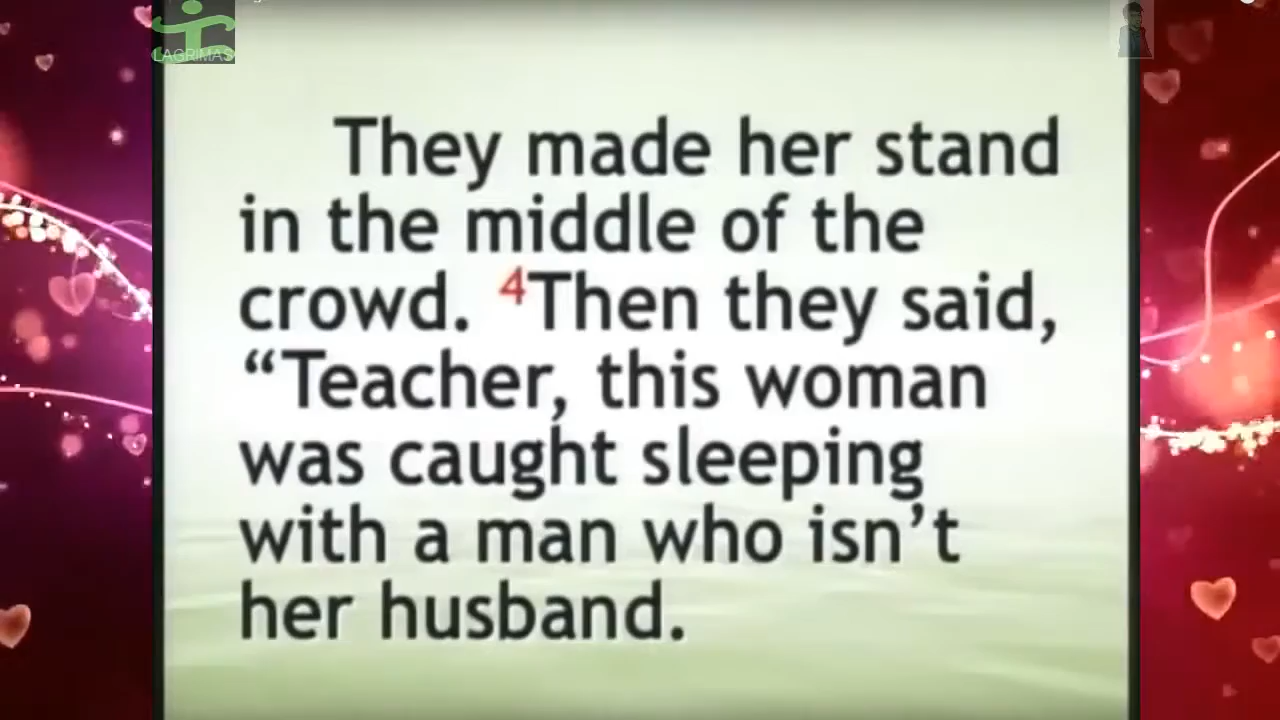 LAGRIMAS
They made her stand
in the middle of the
crowd. 4Then they said,
“Teacher, this woman
was caught sleeping
with a man who isn’t
her husband.